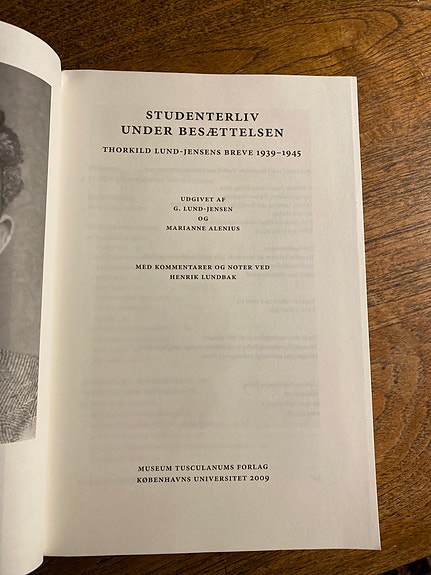 STUDENTERLIV
UNDER BESÆTTELSEN
THORKILD LUND-JENSENS BREVE 1939–1945
UDGIVET AF
G. LUND-JENSEN
OG
MARIANNE ALENIUS
MED KOMMENTARER OG NOTER VED
HENRIK LUNDBAK
MUSEUM TUSCULANUMS FORLAG
KØBENHAVNS UNIVERSITET 2009